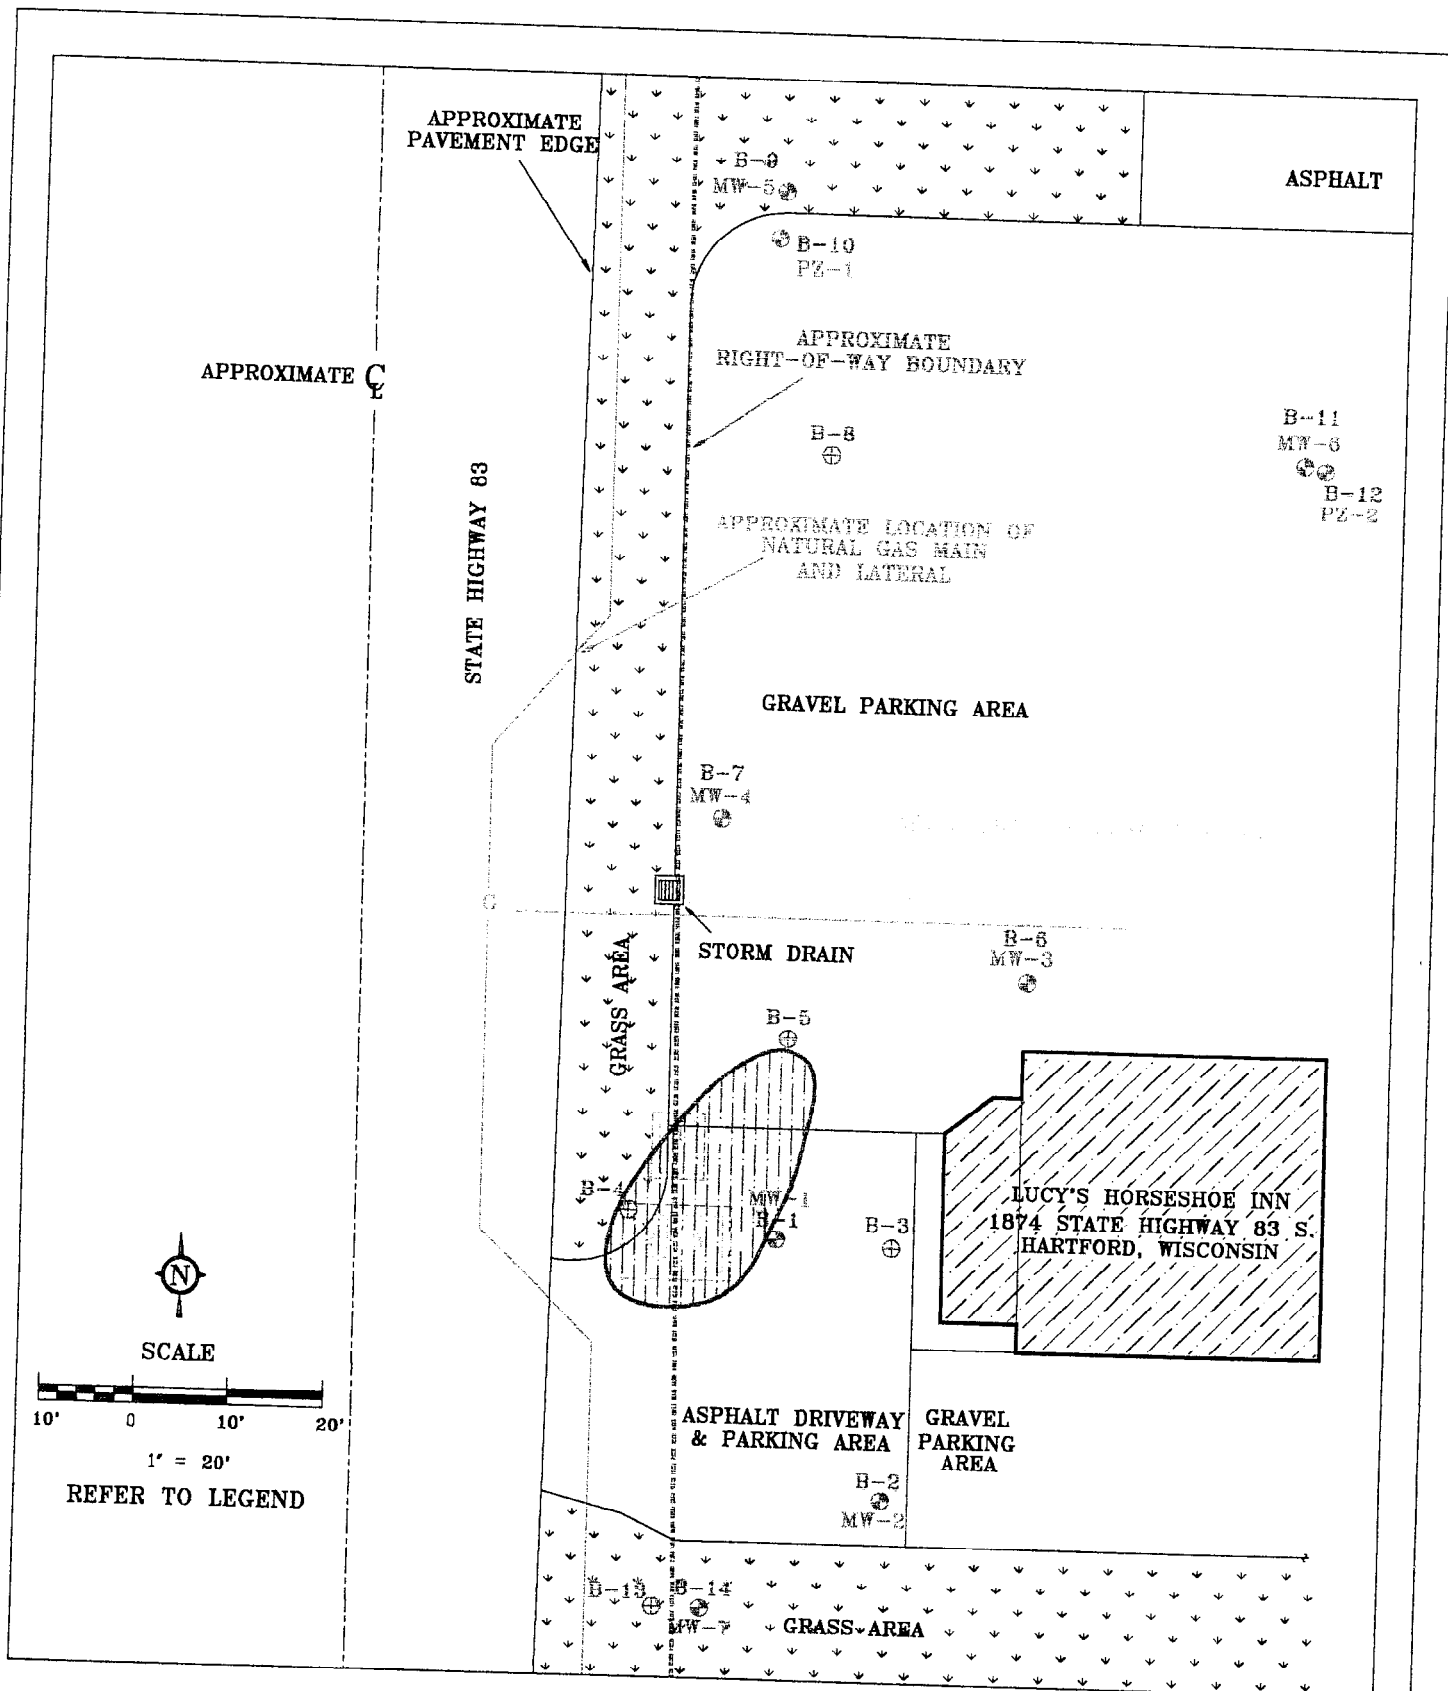 APPROXIMATE
PAVEMENT EDGE
B-9
MW-5
ASPHALT
B-10
PZ-1
APPROXIMATE
RIGHT-OF-WAY BOUNDARY
APPROXIMATE ℄
B-8
B-11
MW-6
B-12
PZ-2
STATE HIGHWAY 83
APPROXIMATE LOCATION OF
NATURAL GAS MAIN
AND LATERAL
GRAVEL PARKING AREA
B-7
MW-4
G
STORM DRAIN
B-6
MW-3
GRASS AREA
B-5
B-4
MW-1
B-1
B-3
LUCY'S HORSESHOE INN
1874 STATE HIGHWAY 83 S.
HARTFORD, WISCONSIN
N
SCALE
10' 0 10' 20'
1" = 20'
REFER TO LEGEND
ASPHALT DRIVEWAY
& PARKING AREA
GRAVEL
PARKING
AREA
B-2
MW-2
B-13
B-14
MW-7
GRASS AREA